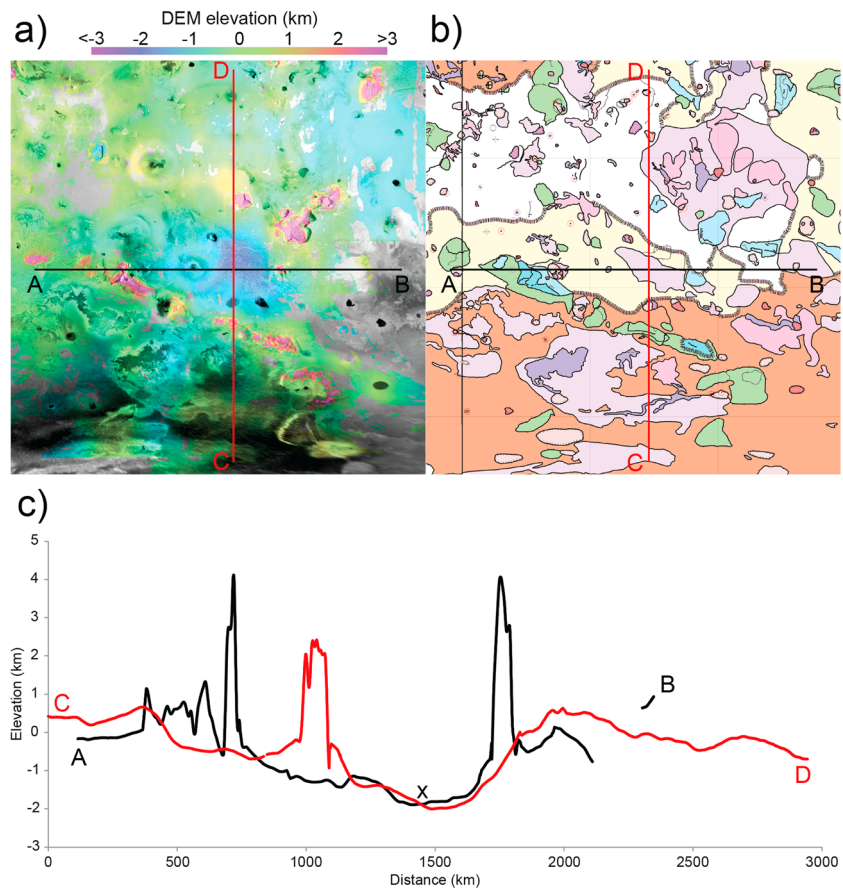 DEM elevation (km)
a)
<-3 -2 -1 0 1 2 >3
b)
D
D
A
B
A
B
C
C
c)
5
4
3
2
1
0
-1
-2
-3
Elevation (km)
C
A
x
B
D
0 500 1000 1500 2000 2500 3000
Distance (km)